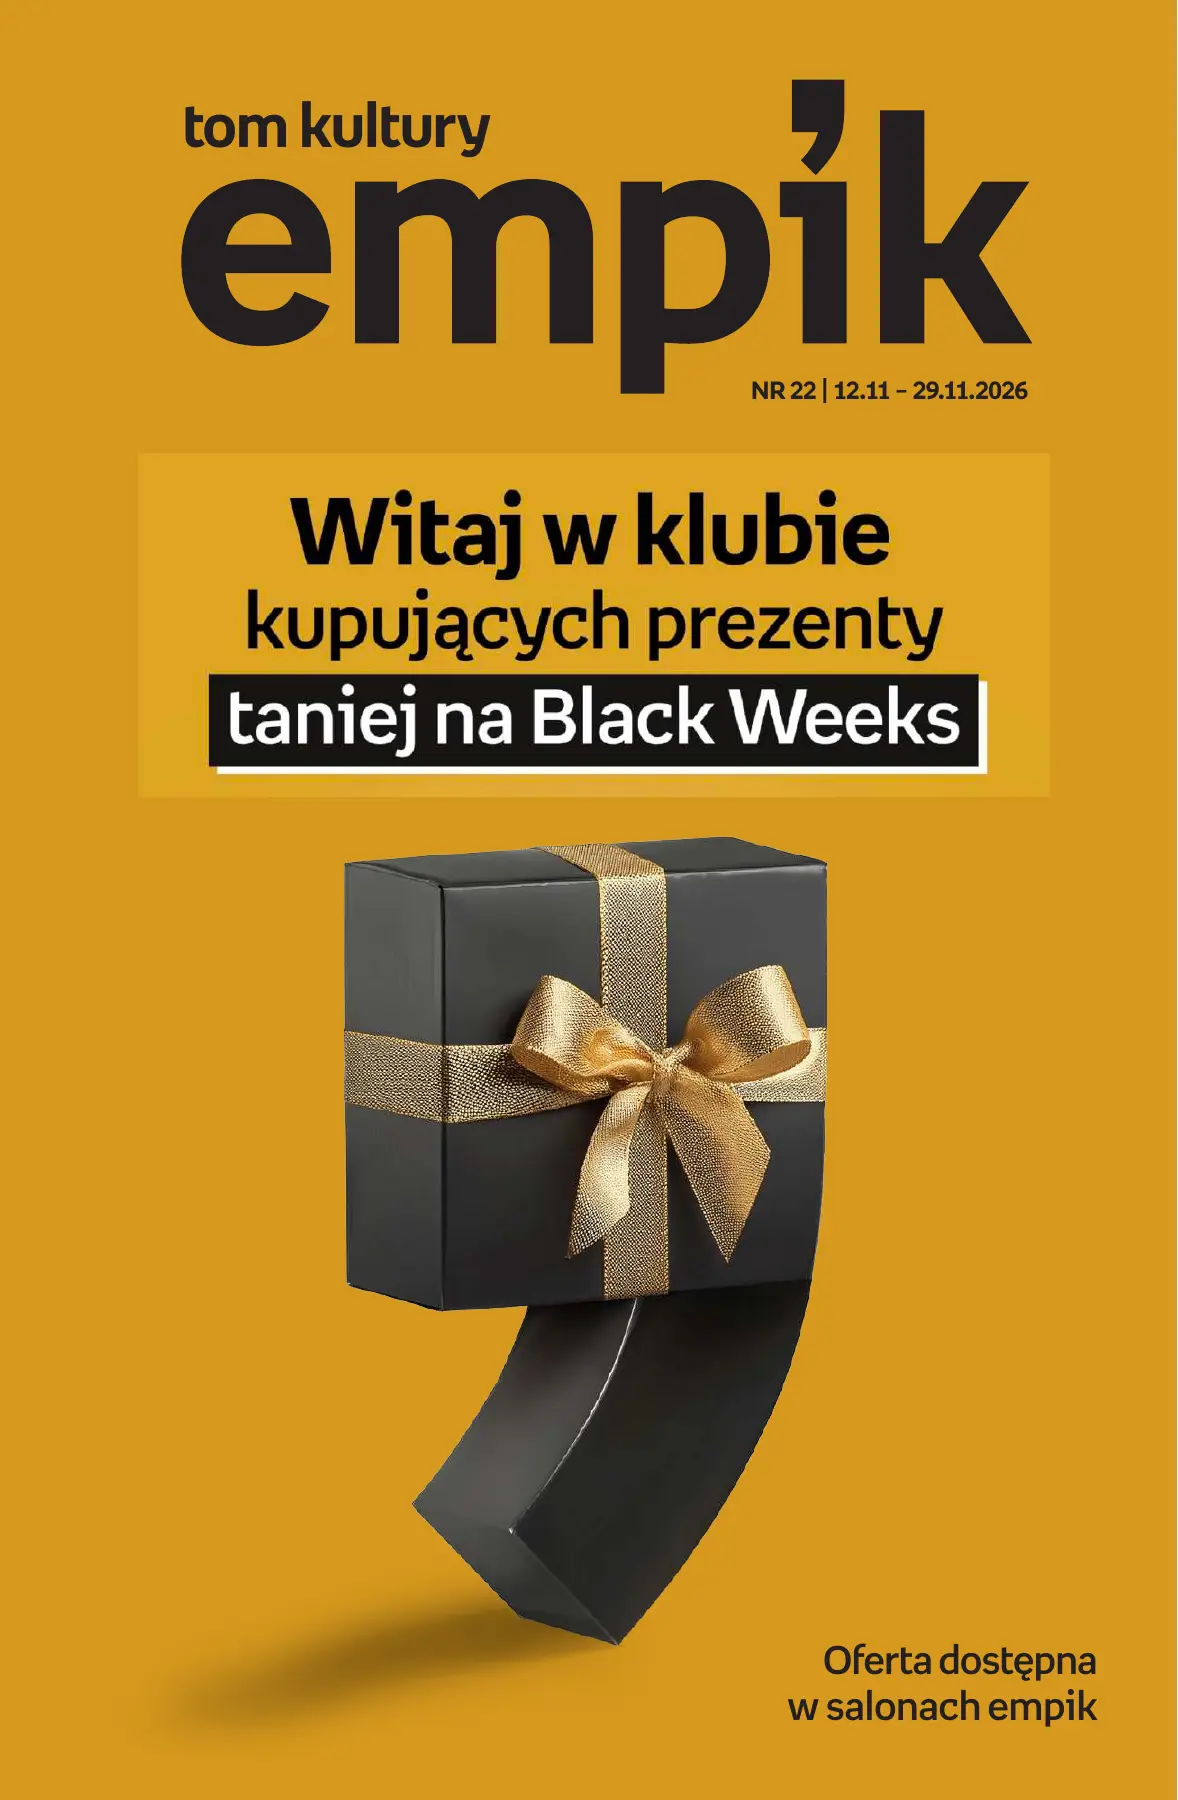 tom kultury
empik
NR 22 | 12.11 – 29.11.2026
Witaj w klubie
kupujących prezenty
taniej na Black Weeks
Oferta dostępna
w salonach empik